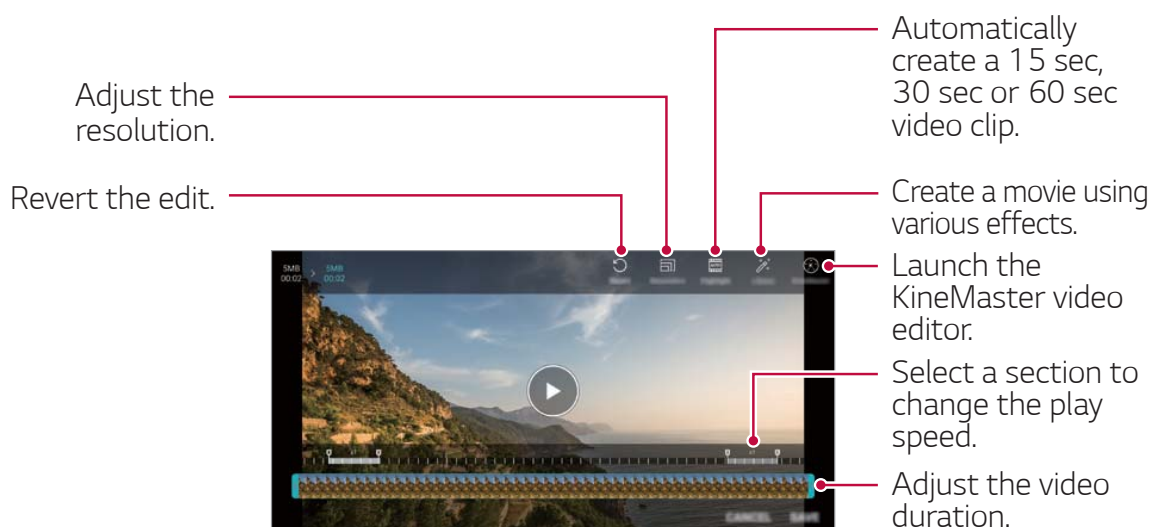 Automatically
create a 15 sec,
30 sec or 60 sec
video clip.
Adjust the
resolution.
Revert the edit.
Create a movie using
various effects.
Launch the
KineMaster video
editor.
Select a section to
change the play
speed.
Adjust the video
duration.
5MB > 5MB
00:02 00:02
x1 x1
CANCEL SAVE